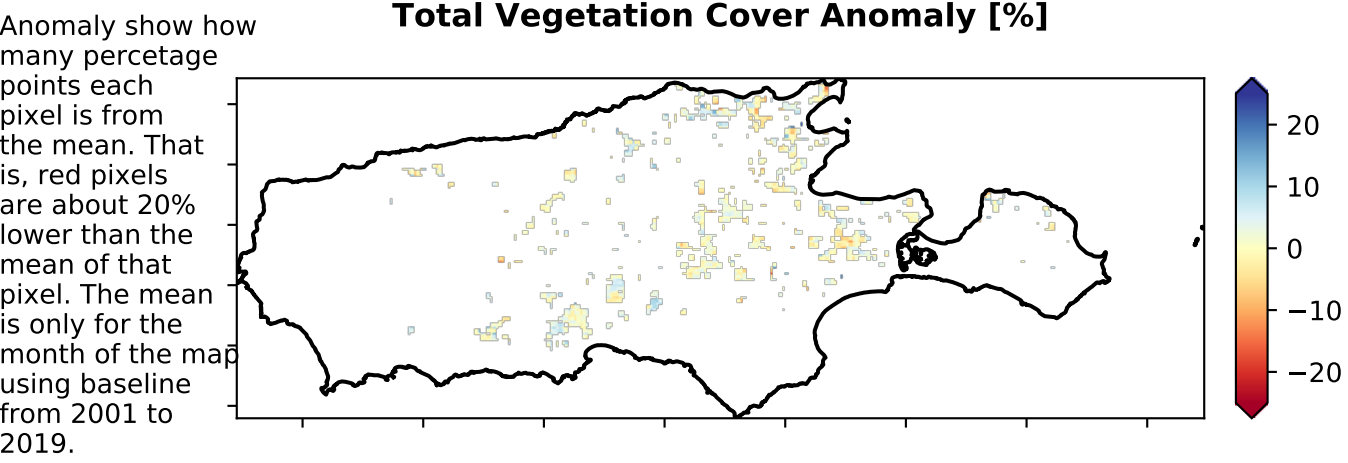 Total Vegetation Cover Anomaly [%]
Anomaly show how
many percetage
points each
pixel is from
the mean. That
is, red pixels
are about 20%
lower than the
mean of that
pixel. The mean
is only for the
month of the map
using baseline
from 2001 to
2019.
20
10
0
−10
−20